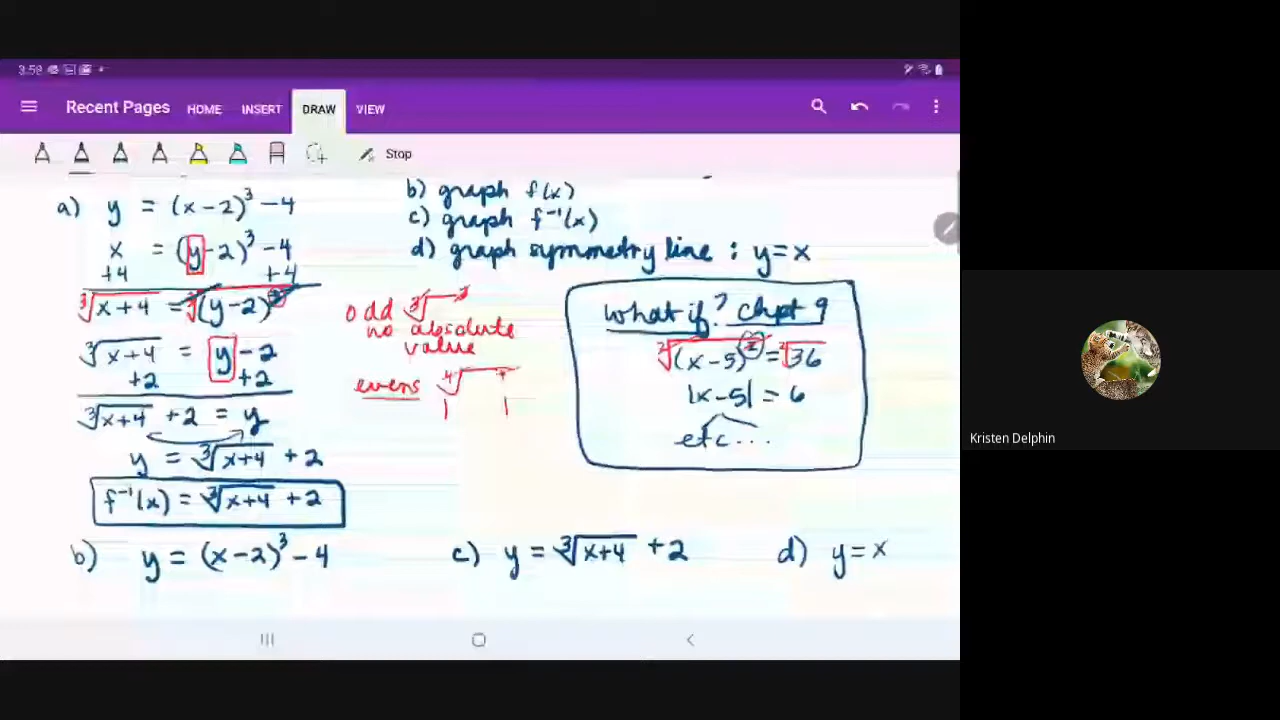 3:58
Recent Pages HOME INSERT DRAW VIEW
Stop
a) y = (x-2)³ -4
x = (y-2)³ -4
+4 +4
∛x+4 = ∛(y-2)³
∛x+4 = y-2
+2 +2
∛x+4 +2 = y
y = ∛x+4 +2
f⁻¹(x) = ∛x+4 +2
b) graph f(x)
c) graph f⁻¹(x)
d) graph symmetry line : y=x
odd ∛ 3
no absolute
value
evens ∜ 4
| |
What if? Chpt 9
²√(x-5)² = ²√36
|x-5| = 6
etc...
b) y = (x-2)³ -4
c) y = ∛x+4 +2
d) y=x
Kristen Delphin